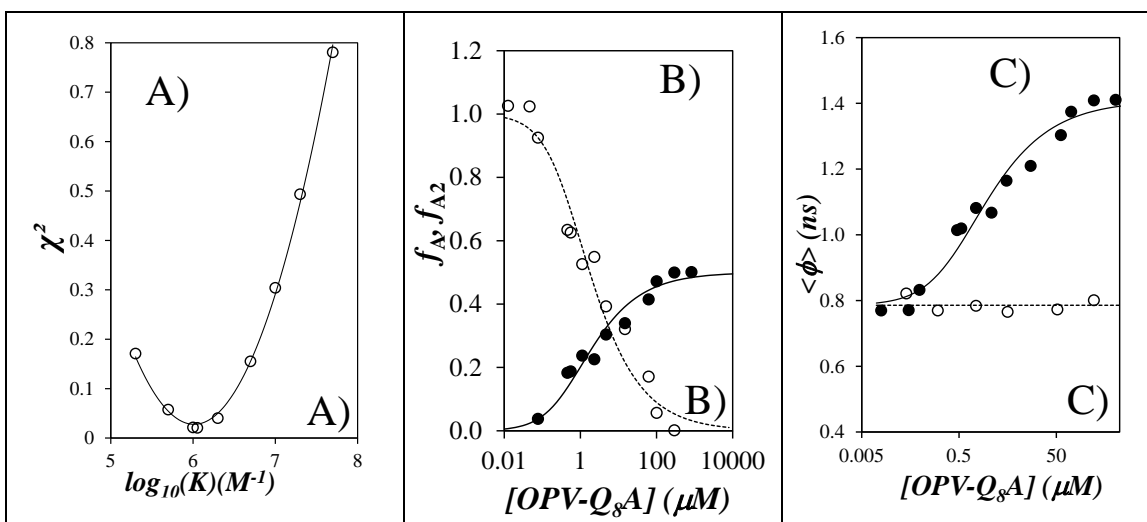 A)
A)
0.8
0.7
0.6
0.5
0.4
0.3
0.2
0.1
0
χ²
5 6 7 8
log₁₀(K)(M⁻¹)
B)
B)
1.2
1.0
0.8
0.6
0.4
0.2
0.0
f_A, f_A2
0.01 1 100 10000
[OPV-Q₈A] (μM)
C)
C)
1.6
1.4
1.2
1.0
0.8
0.6
0.4
<ϕ> (ns)
0.005 0.5 50
[OPV-Q₈A] (μM)